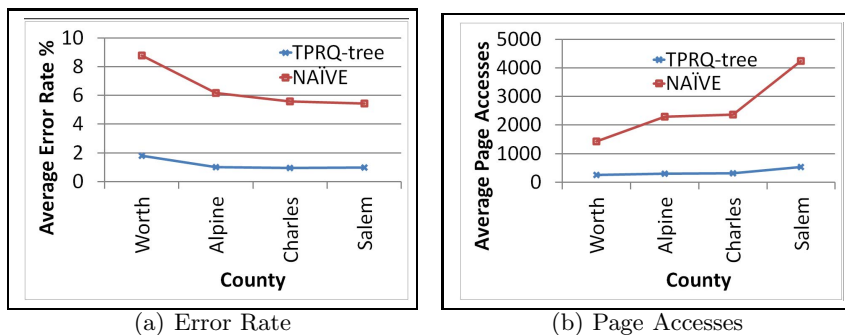 Average Error Rate %
10
8
6
4
2
0
TPRQ-tree
NAÏVE
Worth
Alpine
Charles
Salem
County
(a) Error Rate
Average Page Accesses
5000
4000
3000
2000
1000
0
TPRQ-tree
NAÏVE
Worth
Alpine
Charles
Salem
County
(b) Page Accesses